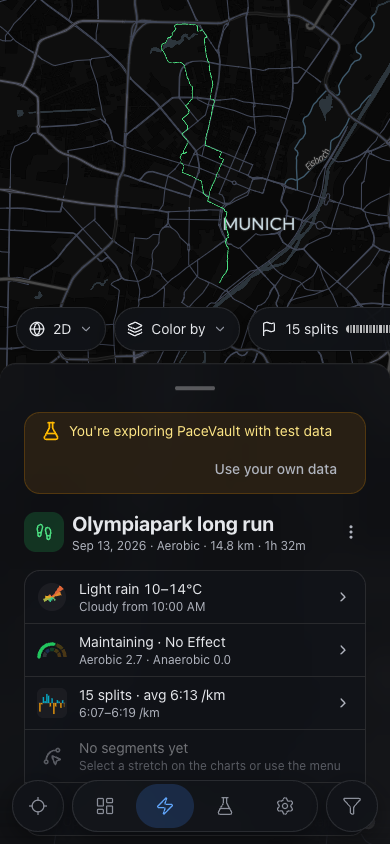 Eisbach
MUNICH
2D
Color by
15 splits
You're exploring PaceVault with test data
Use your own data
Olympiapark long run
Sep 13, 2026 · Aerobic · 14.8 km · 1h 32m
Light rain 10–14°C
Cloudy from 10:00 AM
Maintaining · No Effect
Aerobic 2.7 · Anaerobic 0.0
15 splits · avg 6:13 /km
6:07–6:19 /km
No segments yet
Select a stretch on the charts or use the menu